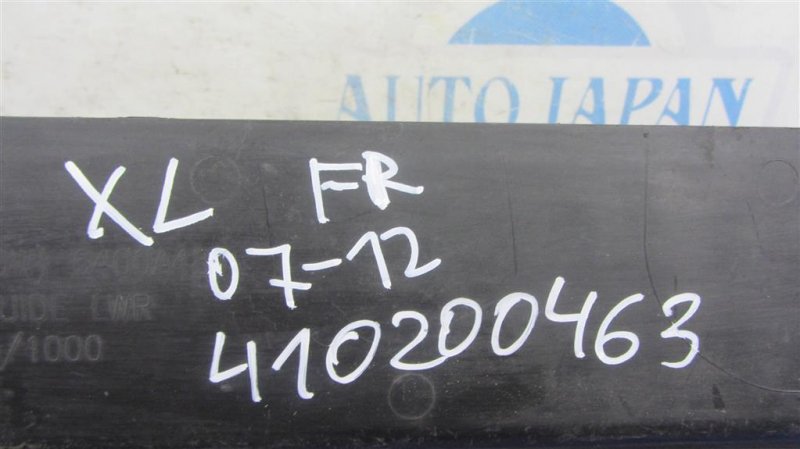 AUTO JAPAN
XL FR
07-12
UIDE LWR
/1000
410200463